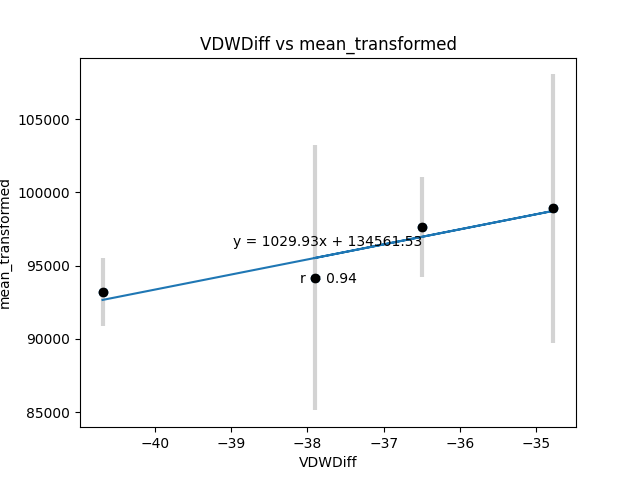 VDWDiff vs mean_transformed
mean_transformed
105000
100000
95000
90000
85000
y = 1029.93x + 134561.53
r 0.94
−40
−39
−38
−37
−36
−35
VDWDiff